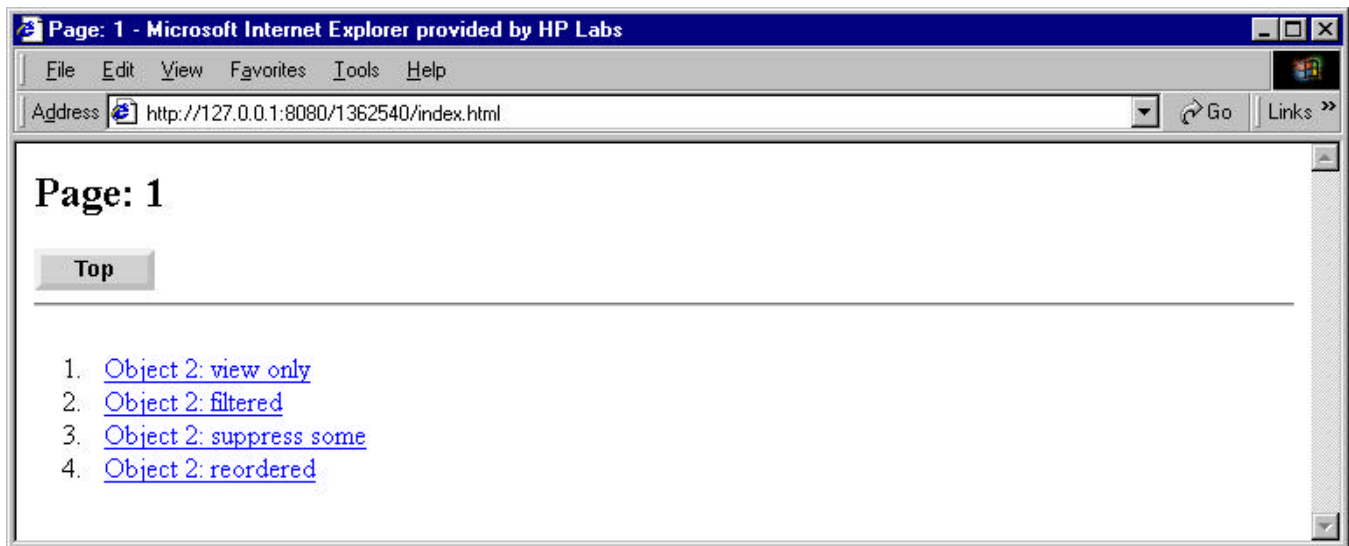 Page: 1 - Microsoft Internet Explorer provided by HP Labs
File Edit View Favorites Tools Help
Address http://127.0.0.1:8080/1362540/index.html Go Links »
Page: 1
Top
1. Object 2: view only
2. Object 2: filtered
3. Object 2: suppress some
4. Object 2: reordered